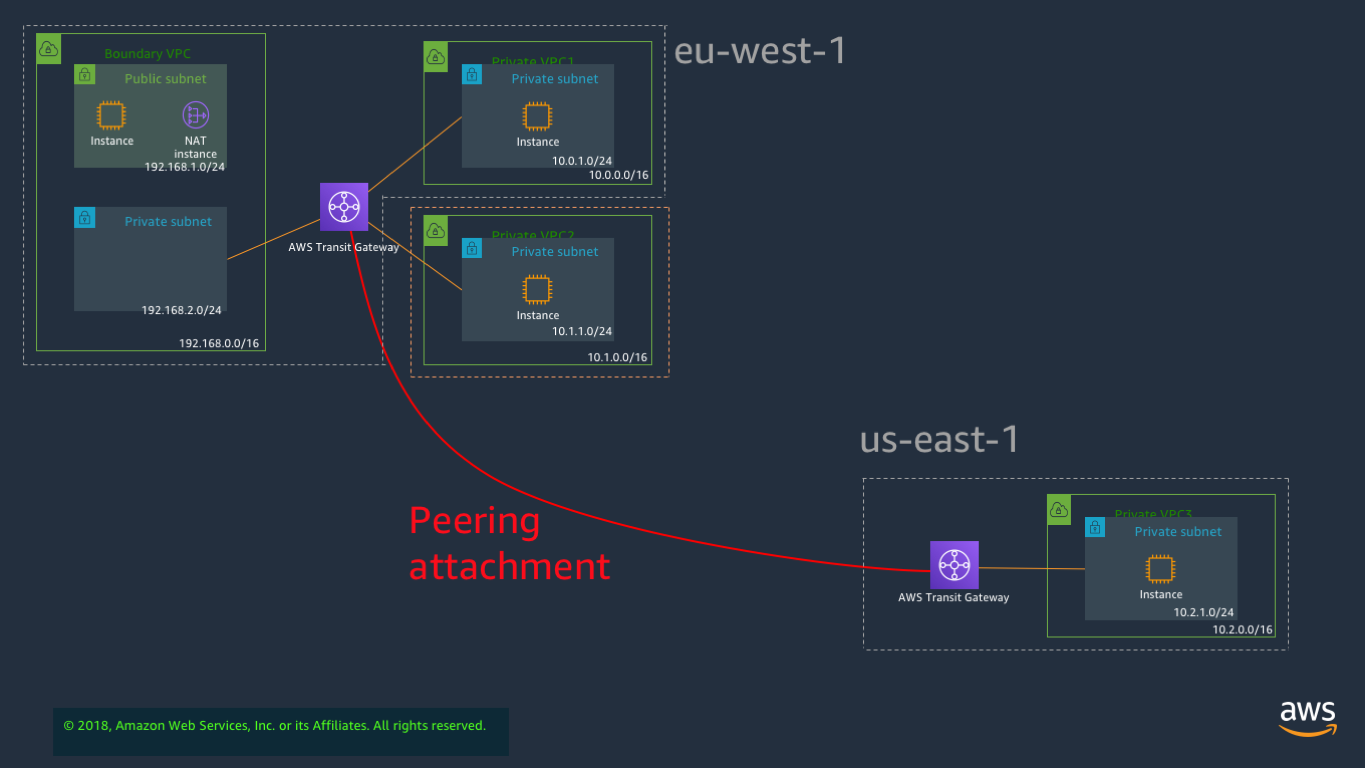 eu-west-1
Boundary VPC
Public subnet
Instance
NAT
instance
192.168.1.0/24
Private subnet
192.168.2.0/24
192.168.0.0/16
AWS Transit Gateway
Private VPC1
Private subnet
Instance
10.0.1.0/24
10.0.0.0/16
Private VPC2
Private subnet
Instance
10.1.1.0/24
10.1.0.0/16
Peering
attachment
us-east-1
AWS Transit Gateway
Private VPC3
Private subnet
Instance
10.2.1.0/24
10.2.0.0/16
© 2018, Amazon Web Services, Inc. or its Affiliates. All rights reserved.
aws